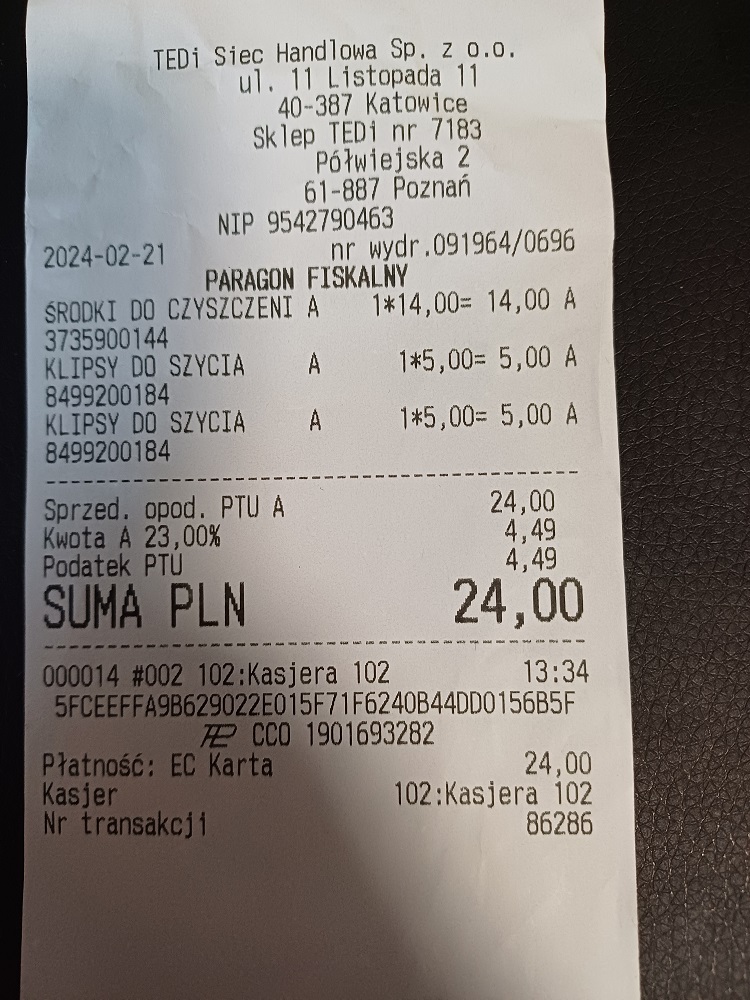 TEDi Siec Handlowa Sp. z o.o.
ul. 11 Listopada 11
40-387 Katowice
Sklep TEDi nr 7183
Półwiejska 2
61-887 Poznań
NIP 9542790463
2024-02-21 nr wydr.091964/0696
PARAGON FISKALNY
ŚRODKI DO CZYSZCZENI A 1*14,00= 14,00 A
3735900144
KLIPSY DO SZYCIA A 1*5,00= 5,00 A
8499200184
KLIPSY DO SZYCIA A 1*5,00= 5,00 A
8499200184
Sprzed. opod. PTU A 24,00
Kwota A 23,00% 4,49
Podatek PTU 4,49
SUMA PLN 24,00
000014 #002 102:Kasjera 102 13:34
5FCEEFFA9B629022E015F71F6240B44DD0156B5F
CCO 1901693282
Płatność: EC Karta 24,00
Kasjer 102:Kasjera 102
Nr transakcji 86286